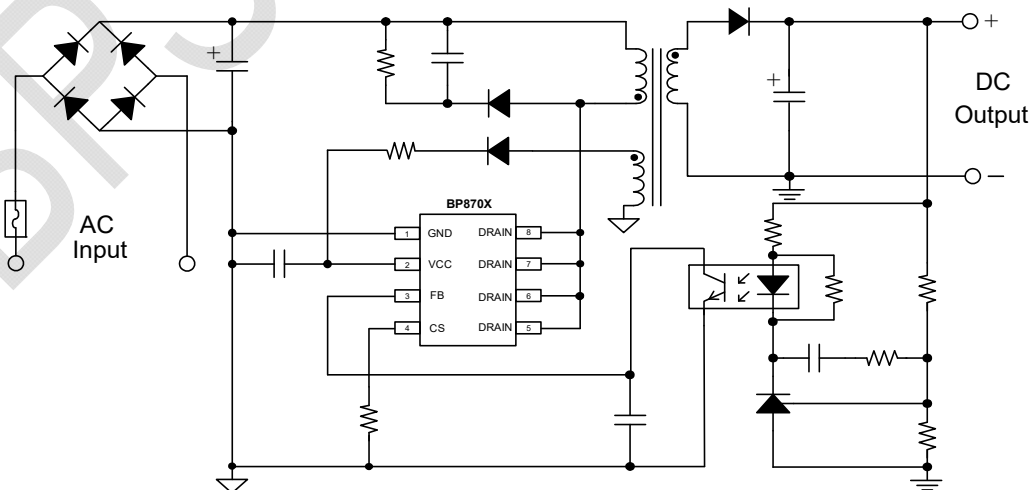 +
+
+
−
DC
Output
AC
Input
BP870X
1 GND DRAIN 8
2 VCC DRAIN 7
3 FB DRAIN 6
4 CS DRAIN 5